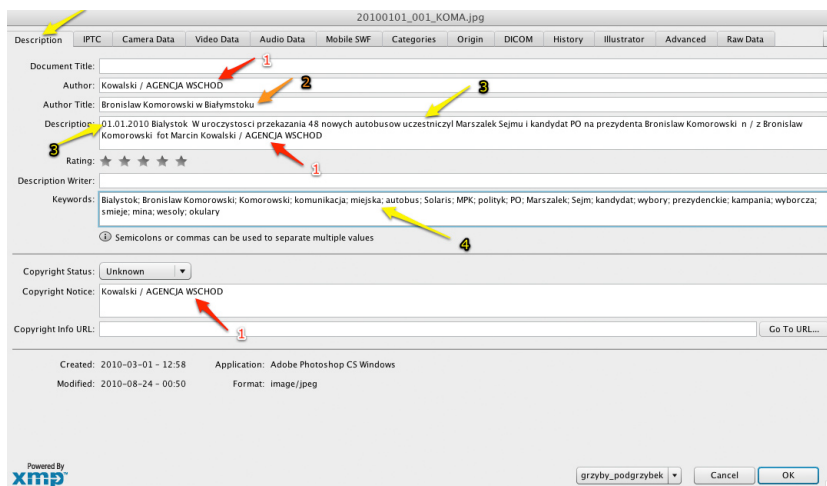 20100101_001_KOMA.jpg
Description IPTC Camera Data Video Data Audio Data Mobile SWF Categories Origin DICOM History Illustrator Advanced Raw Data
Document Title:
1
Author: Kowalski / AGENCJA WSCHOD
2
3
Author Title: Bronislaw Komorowski w Białymstoku
Description: 01.01.2010 Bialystok W uroczystosci przekazania 48 nowych autobusow uczestniczyl Marszalek Sejmu i kandydat PO na prezydenta Bronislaw Komorowski n / z Bronislaw
Komorowski fot Marcin Kowalski / AGENCJA WSCHOD
3
1
Rating:
Description Writer:
Keywords: Bialystok; Bronislaw Komorowski; Komorowski; komunikacja; miejska; autobus; Solaris; MPK; polityk; PO; Marszalek; Sejm; kandydat; wybory; prezydenckie; kampania; wyborcza;
smieje; mina; wesoly; okulary
Semicolons or commas can be used to separate multiple values
4
Copyright Status: Unknown
Copyright Notice: Kowalski / AGENCJA WSCHOD
1
Copyright Info URL: Go To URL...
Created: 2010-03-01 - 12:58 Application: Adobe Photoshop CS Windows
Modified: 2010-08-24 - 00:50 Format: image/jpeg
Powered By
xmp
grzyby_podgrzybek Cancel OK